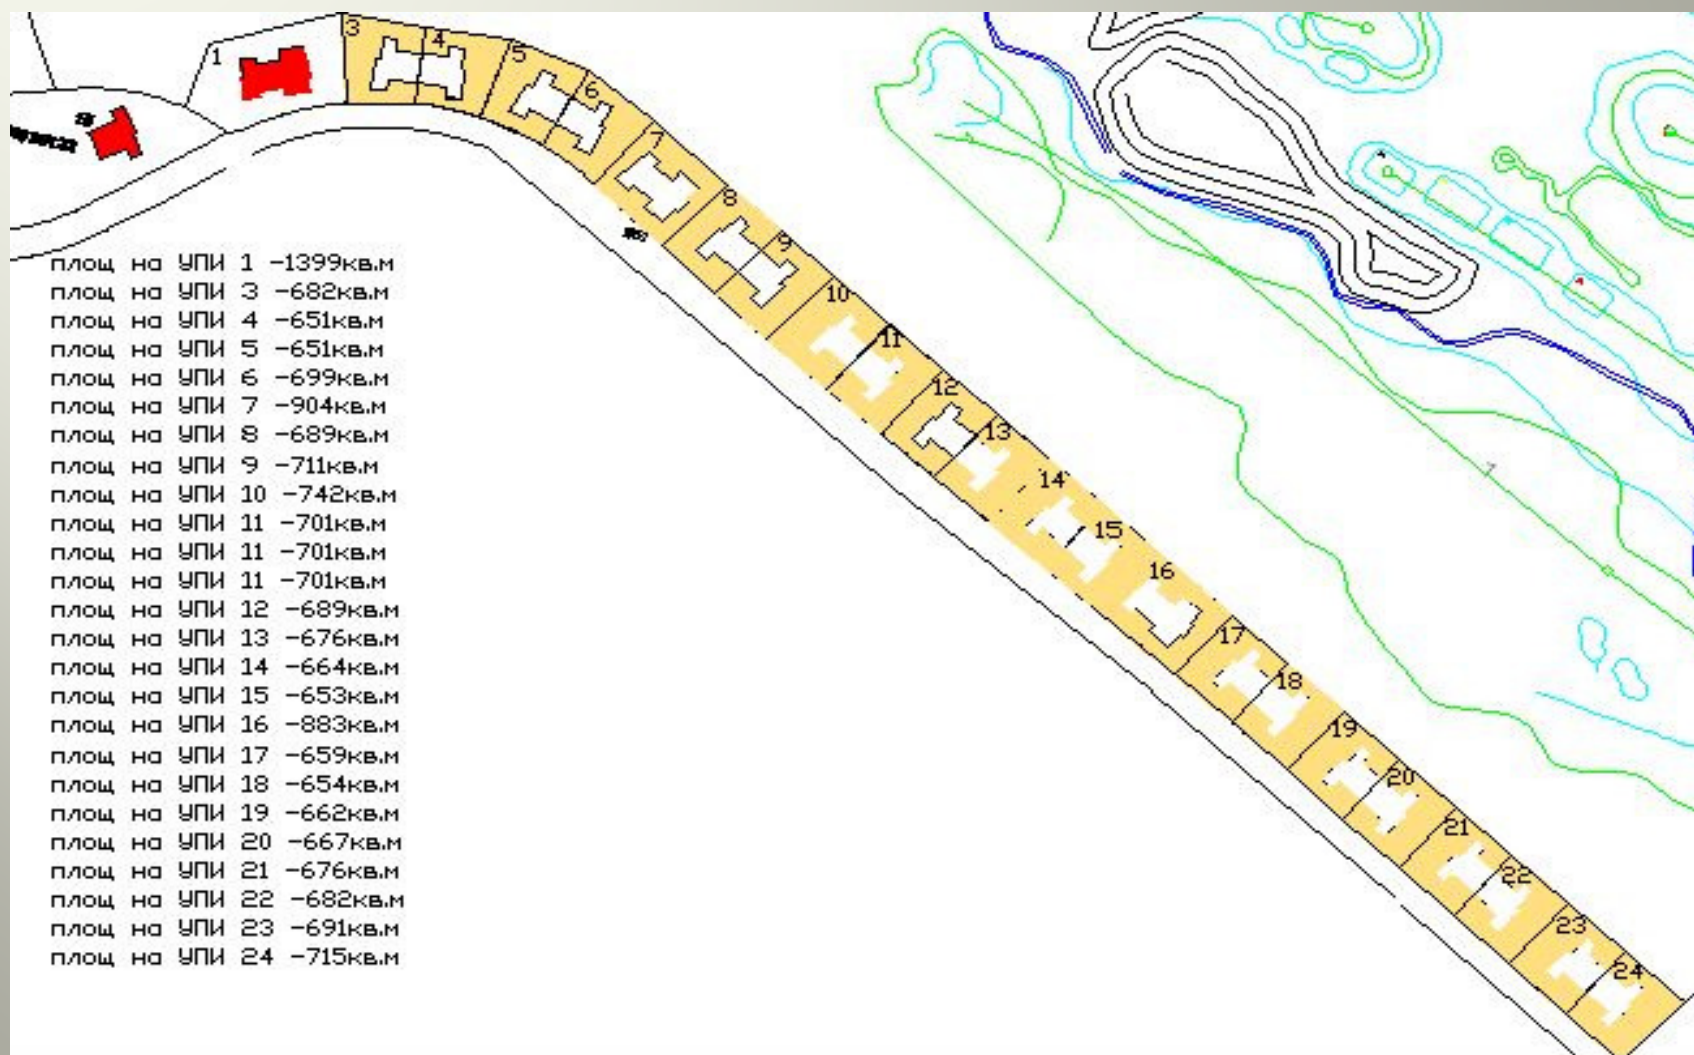 1
3
4
5
6
7
8
9
10
11
12
13
14
15
16
17
18
19
20
21
22
23
24
площ на УПИ 1 -1399кв.м
площ на УПИ 3 -682кв.м
площ на УПИ 4 -651кв.м
площ на УПИ 5 -651кв.м
площ на УПИ 6 -699кв.м
площ на УПИ 7 -904кв.м
площ на УПИ 8 -689кв.м
площ на УПИ 9 -711кв.м
площ на УПИ 10 -742кв.м
площ на УПИ 11 -701кв.м
площ на УПИ 11 -701кв.м
площ на УПИ 11 -701кв.м
площ на УПИ 12 -689кв.м
площ на УПИ 13 -676кв.м
площ на УПИ 14 -664кв.м
площ на УПИ 15 -653кв.м
площ на УПИ 16 -883кв.м
площ на УПИ 17 -659кв.м
площ на УПИ 18 -654кв.м
площ на УПИ 19 -662кв.м
площ на УПИ 20 -667кв.м
площ на УПИ 21 -676кв.м
площ на УПИ 22 -682кв.м
площ на УПИ 23 -691кв.м
площ на УПИ 24 -715кв.м